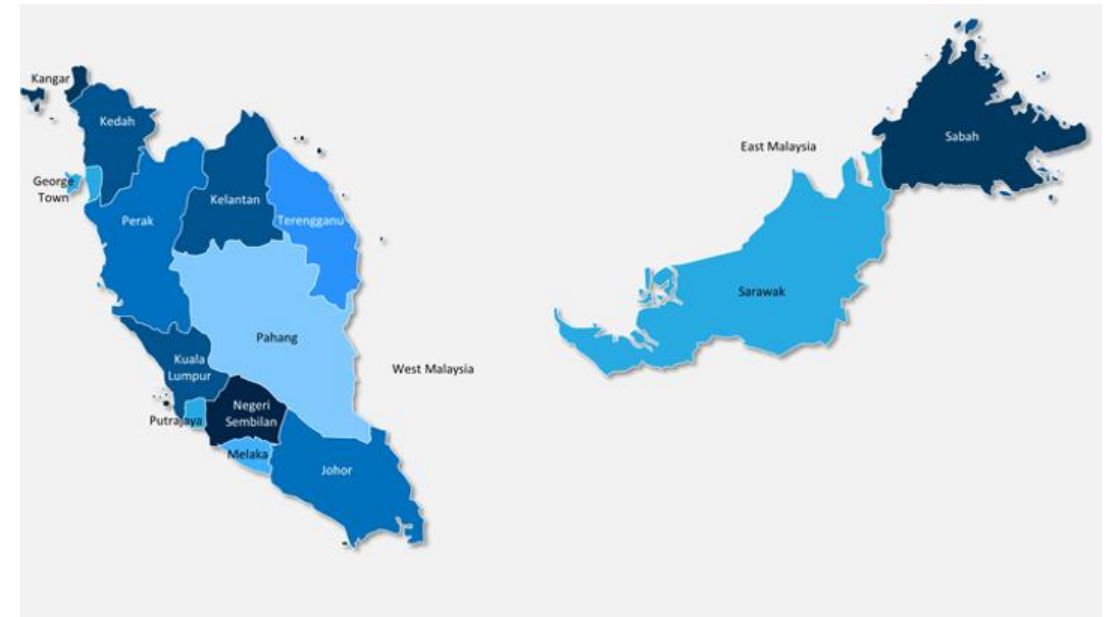 Kangar
Kedah
George
Town
Perak
Kelantan
Terengganu
Pahang
Kuala
Lumpur
West Malaysia
Putrajaya
Negeri
Sembilan
Melaka
Johor
East Malaysia
Sabah
Sarawak